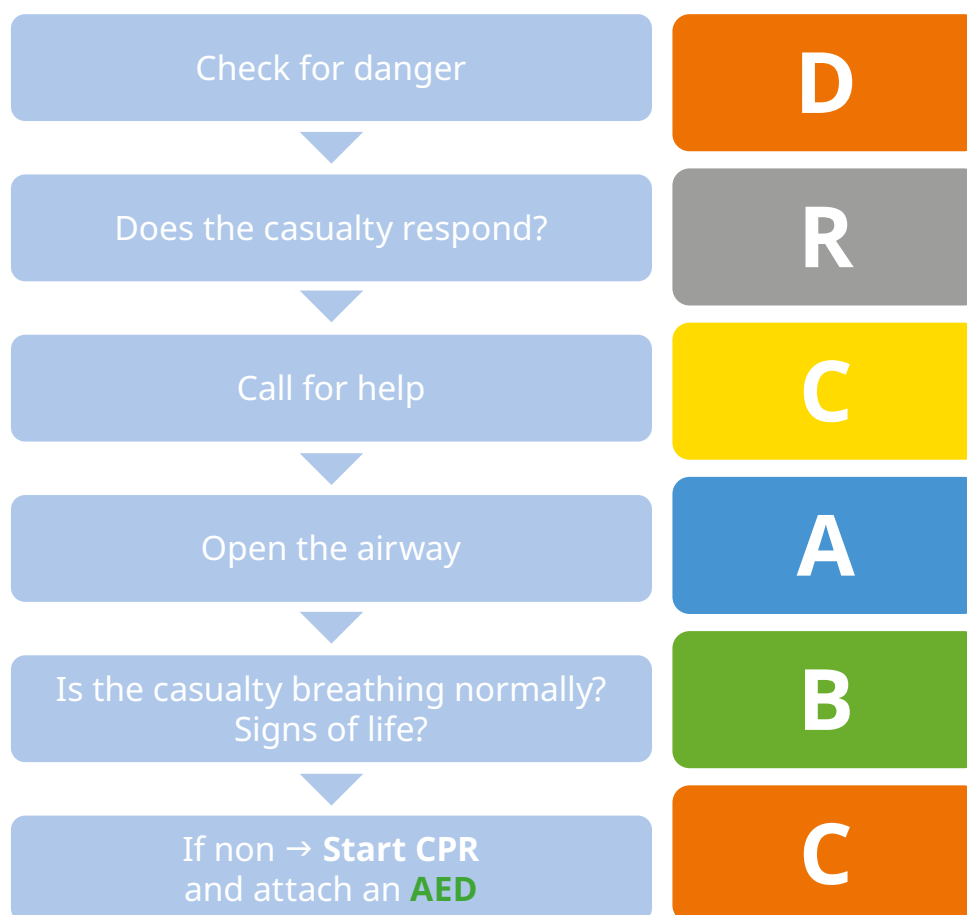 Check for danger
D
Does the casualty respond?
R
Call for help
C
Open the airway
A
Is the casualty breathing normally?
Signs of life?
B
If non → Start CPR
and attach an AED
C